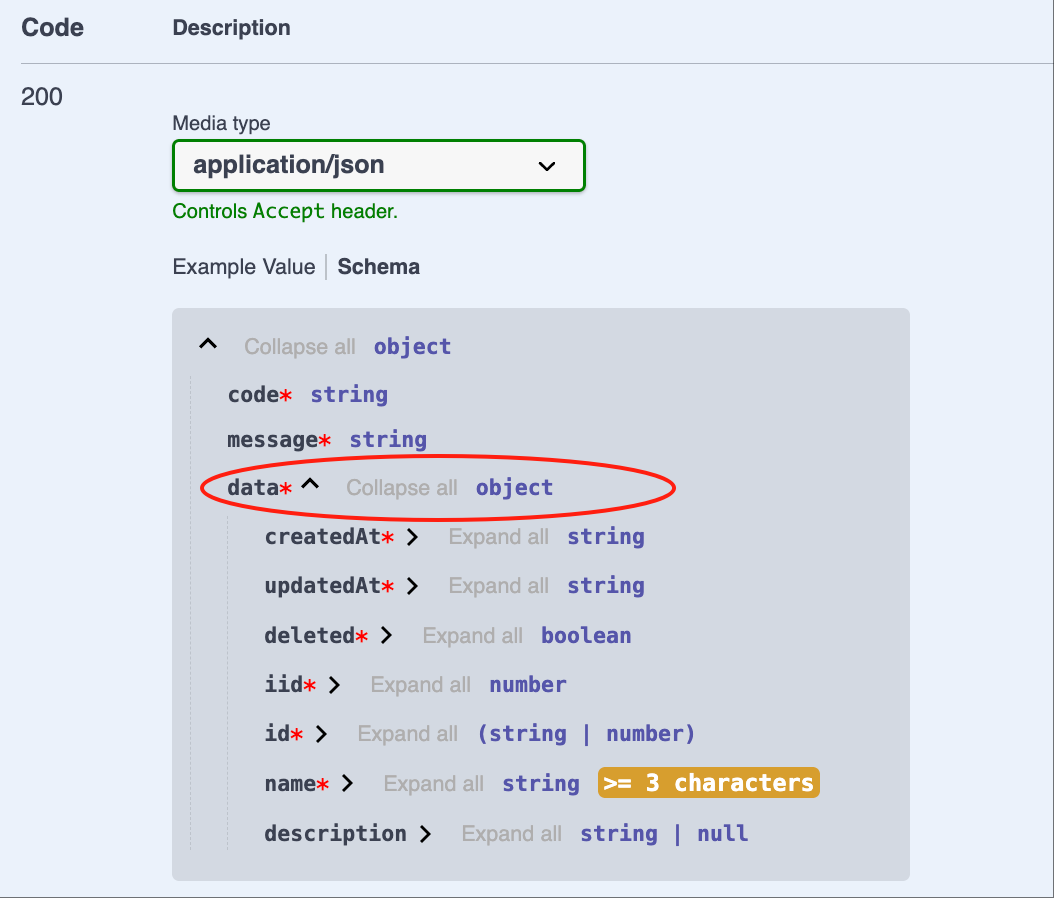 Code Description
200
Media type
application/json
Controls Accept header.
Example Value Schema
Collapse all object
code* string
message* string
data* Collapse all object
createdAt* Expand all string
updatedAt* Expand all string
deleted* Expand all boolean
iid* Expand all number
id* Expand all (string | number)
name* Expand all string >= 3 characters
description Expand all string | null